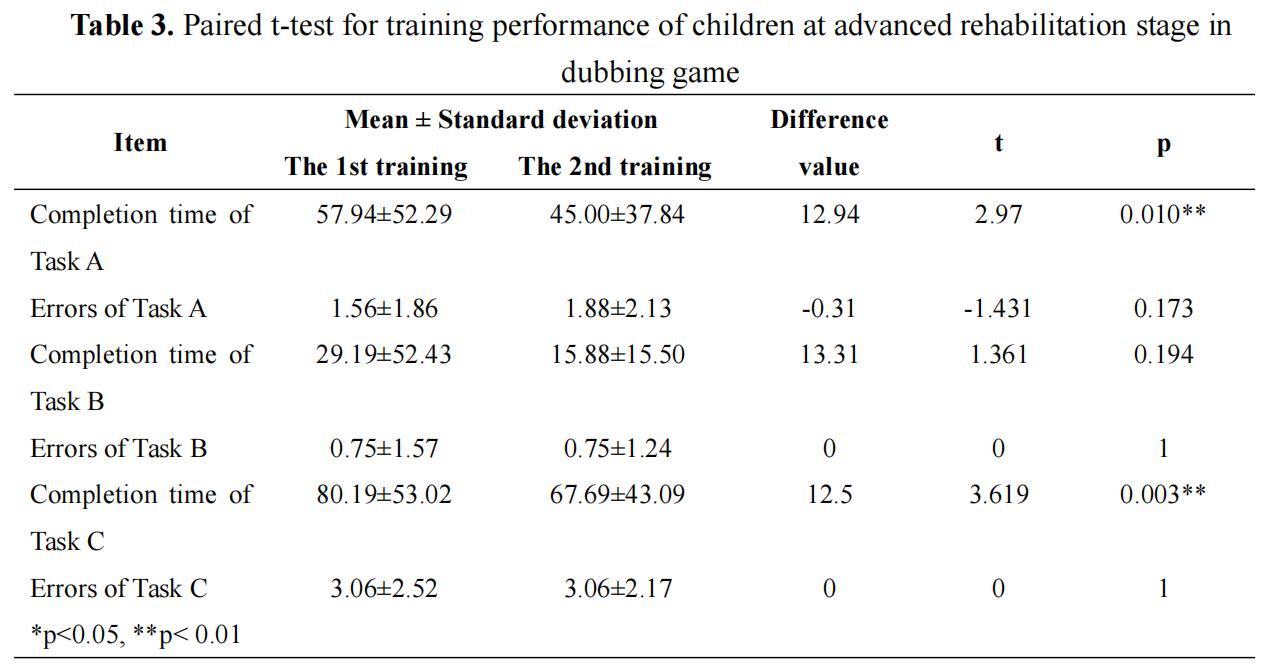 Table 3. Paired t-test for training performance of children at advanced rehabilitation stage in
dubbing game
Item Mean ± Standard deviation Difference value t p
The 1st training The 2nd training
Completion time of Task A 57.94±52.29 45.00±37.84 12.94 2.97 0.010**
Errors of Task A 1.56±1.86 1.88±2.13 -0.31 -1.431 0.173
Completion time of Task B 29.19±52.43 15.88±15.50 13.31 1.361 0.194
Errors of Task B 0.75±1.57 0.75±1.24 0 0 1
Completion time of Task C 80.19±53.02 67.69±43.09 12.5 3.619 0.003**
Errors of Task C 3.06±2.52 3.06±2.17 0 0 1
*p<0.05, **p< 0.01